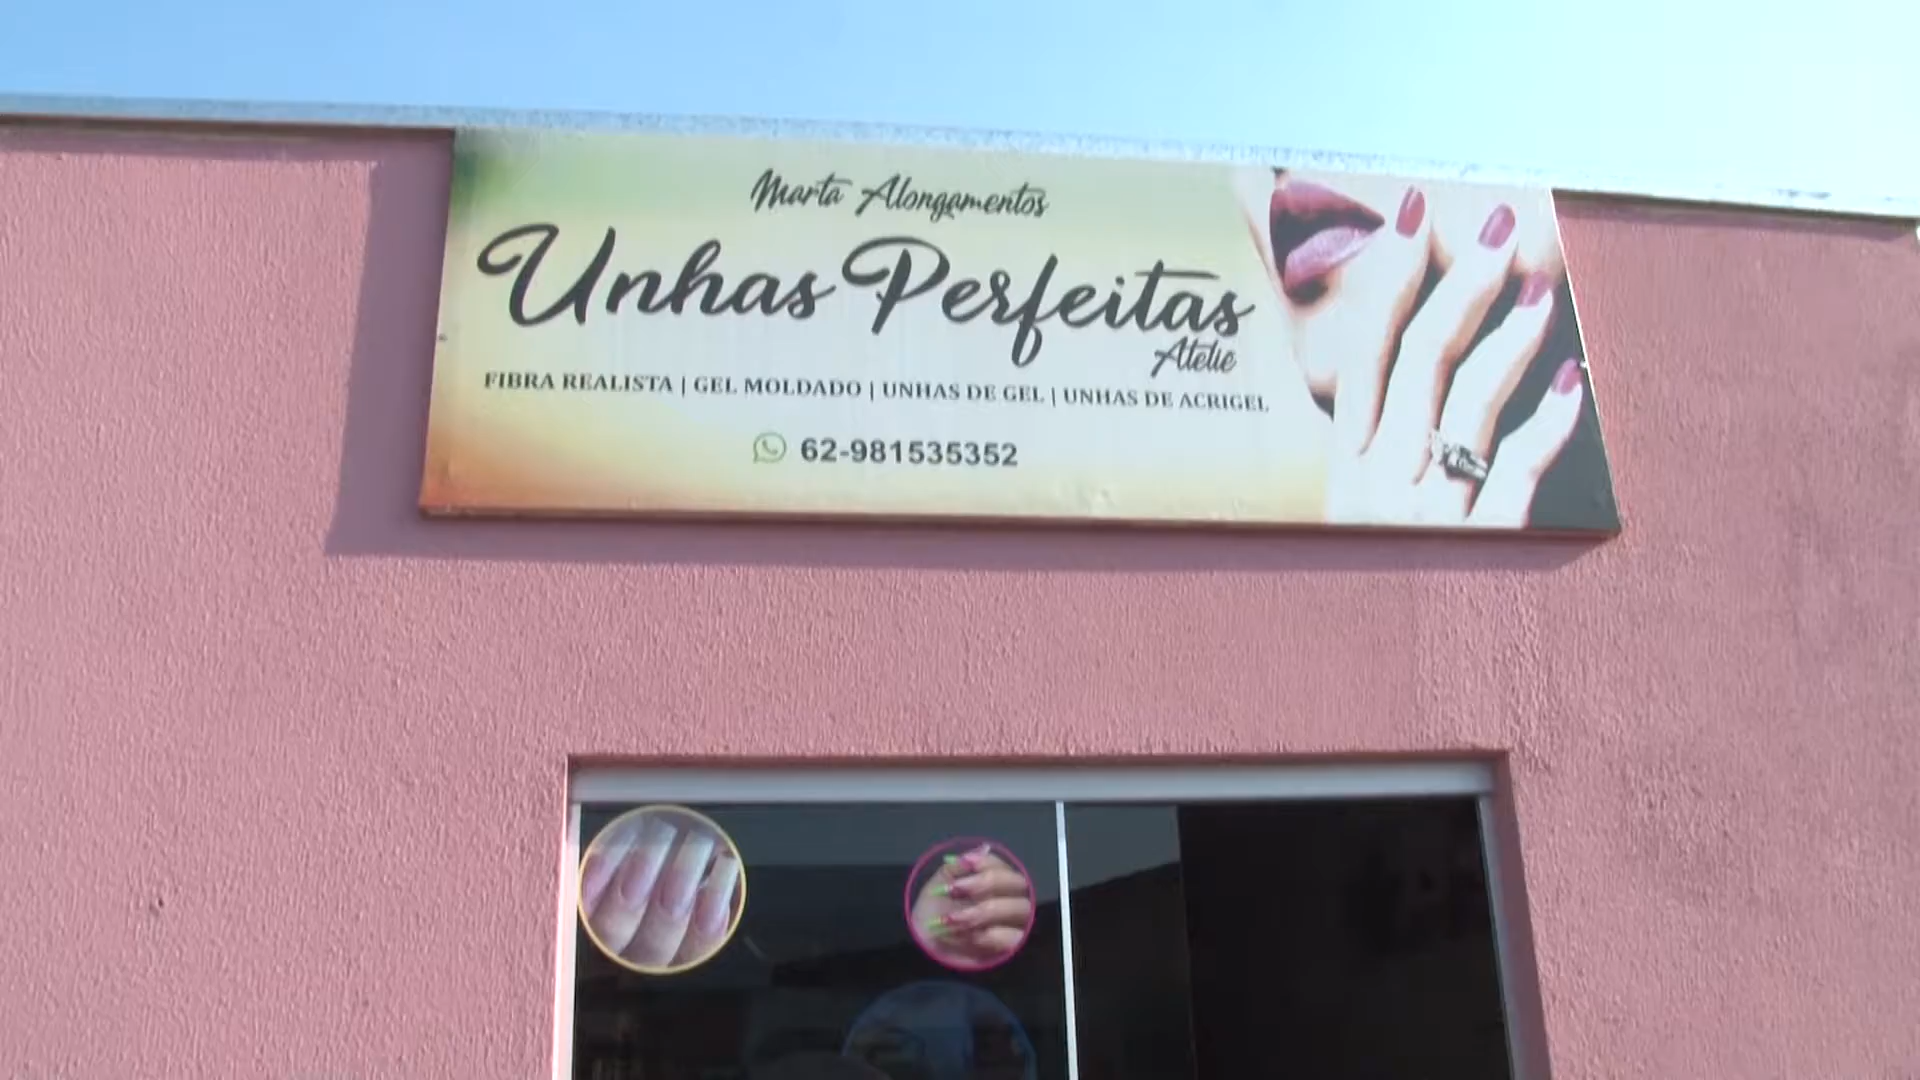 Marta Alongamentos
Unhas Perfeitas
Atelie
FIBRA REALISTA | GEL MOLDADO | UNHAS DE GEL | UNHAS DE ACRIGEL
62-981535352